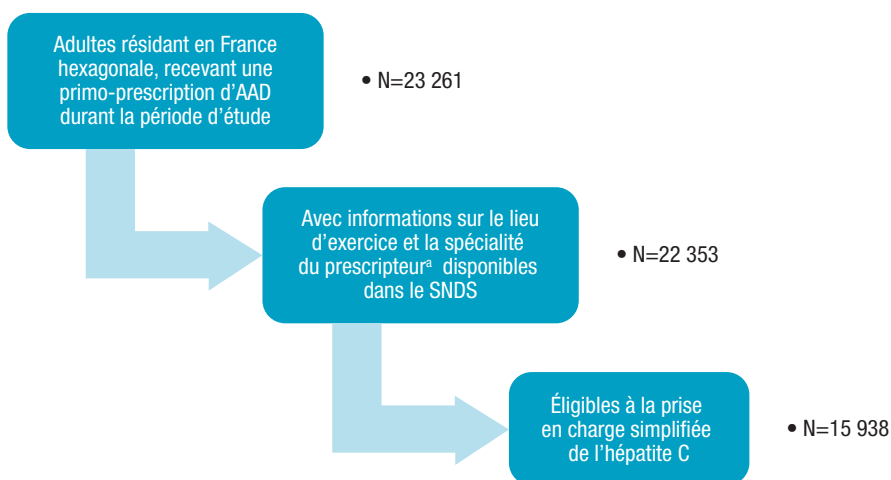 Adultes résidant en France
hexagonale, recevant une
primo-prescription d'AAD
durant la période d'étude
• N=23 261
Avec informations sur le lieu
d'exercice et la spécialité
du prescripteurᵃ disponibles
dans le SNDS
• N=22 353
Éligibles à la prise
en charge simplifiée
de l'hépatite C
• N=15 938